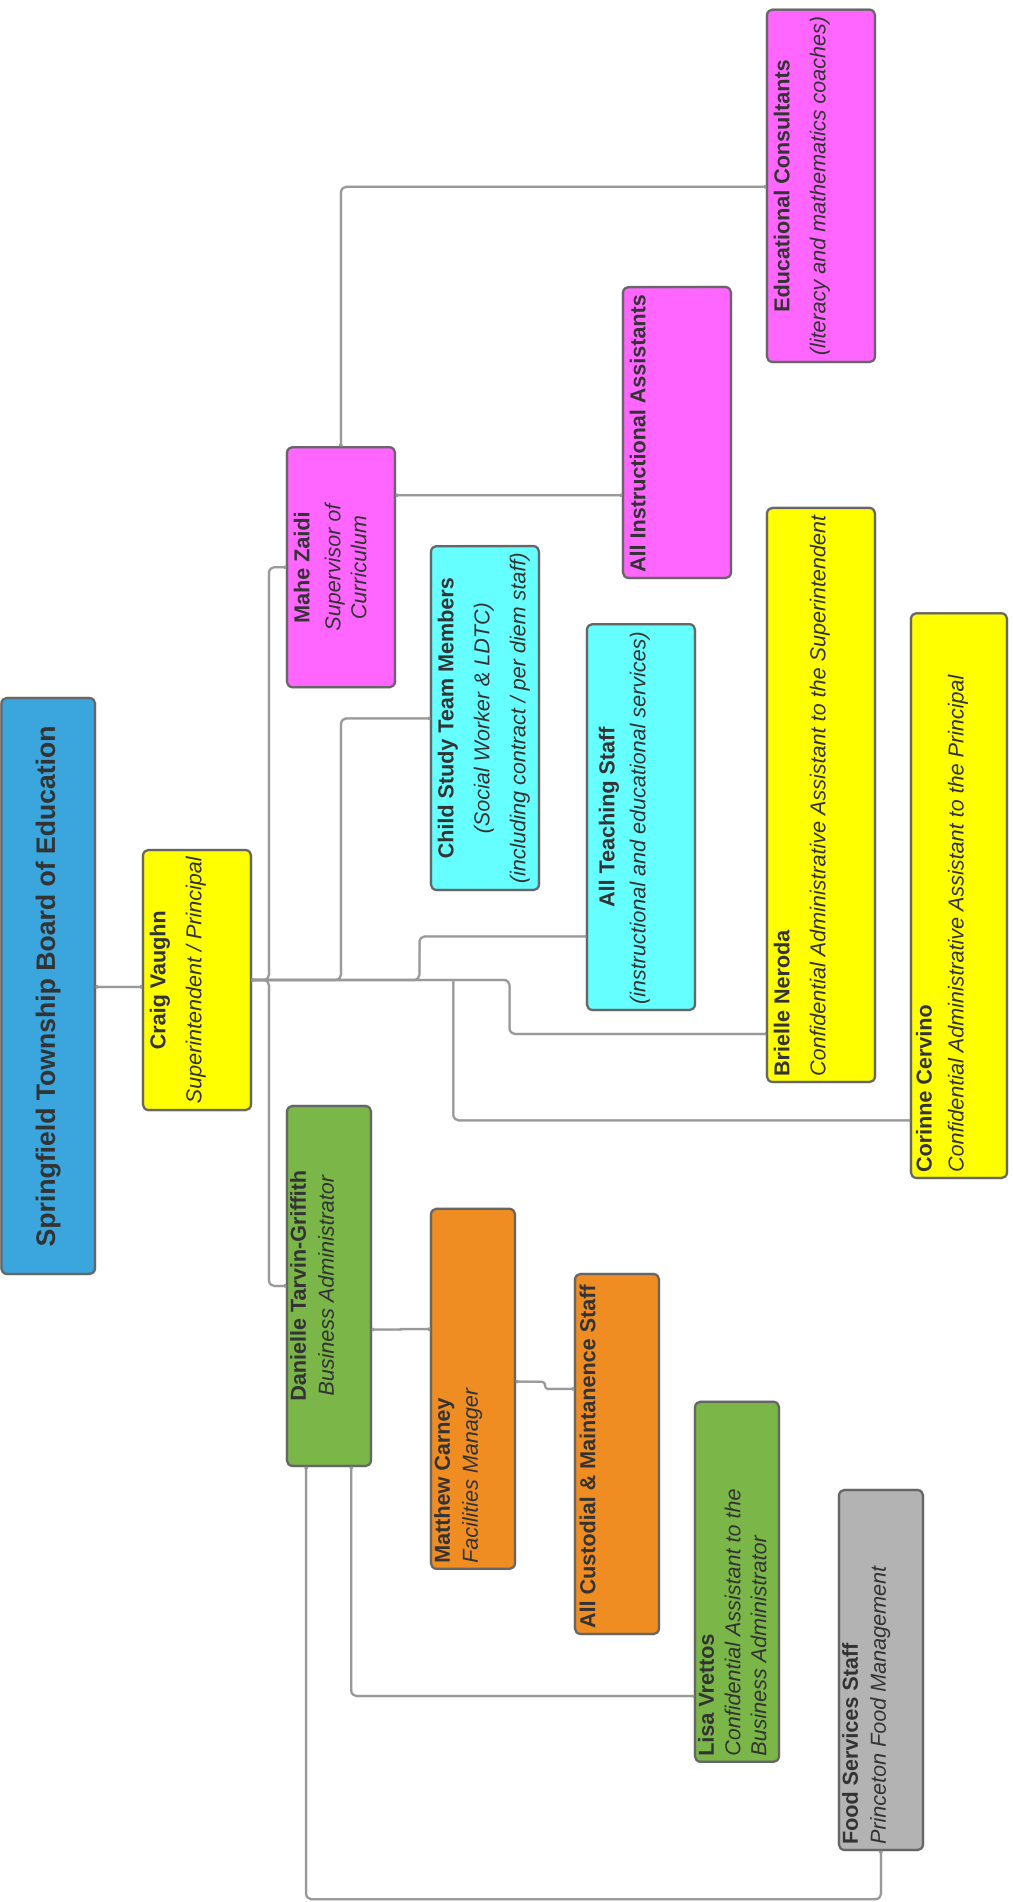 Springfield Township Board of Education
Craig Vaughn
Superintendent / Principal
Danielle Tarvin-Griffith
Business Administrator
Mahe Zaidi
Supervisor of
Curriculum
Matthew Carney
Facilities Manager
Child Study Team Members
(Social Worker & LDTC)
(including contract / per diem staff)
All Custodial & Maintanence Staff
All Teaching Staff
(instructional and educational services)
All Instructional Assistants
Lisa Vrettos
Confidential Assistant to the
Business Administrator
Brielle Neroda
Confidential Administrative Assistant to the Superintendent
Educational Consultants
(literacy and mathematics coaches)
Food Services Staff
Princeton Food Management
Corinne Cervino
Confidential Administrative Assistant to the Principal